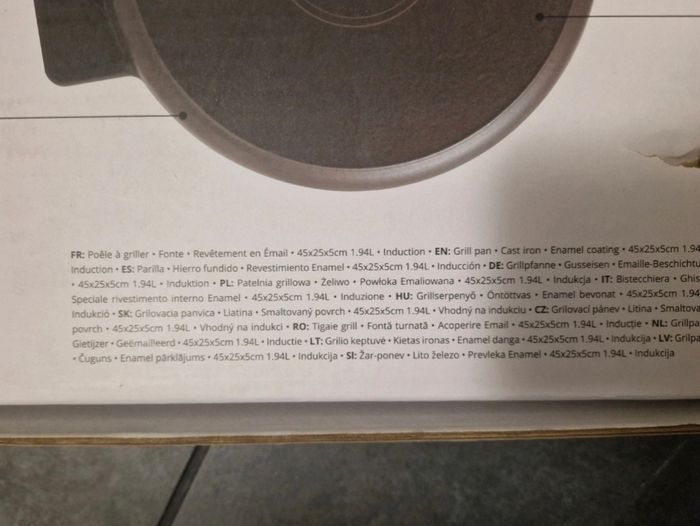 FR: Poêle à griller • Fonte • Revêtement en Émail • 45x25x5cm 1.94L • Induction • EN: Grill pan • Cast iron • Enamel coating • 45x25x5cm 1.94
Induction • ES: Parilla • Hierro fundido • Revestimiento Enamel • 45x25x5cm 1.94L • Inducción • DE: Grillpfanne • Gusseisen • Emaille-Beschichtu
• 45x25x5cm 1.94L • Induktion • PL: Patelnia grillowa • Żeliwo • Powłoka Emaliowana • 45x25x5cm 1.94L • Indukcja • IT: Bistecchiera • Ghis
Speciale rivestimento interno Enamel • 45x25x5cm 1.94L • Induzione • HU: Grillserpenyő • Öntöttvas • Enamel bevonat • 45x25x5cm 1.94
Indukció • SK: Grilovacia panvica • Liatina • Smaltovaný povrch • 45x25x5cm 1.94L • Vhodný na indukciu • CZ: Grilovací pánev • Litina • Smaltova
povrch • 45x25x5cm 1.94L • Vhodný na indukci • RO: Tigaie grill • Fontă turnată • Acoperire Email • 45x25x5cm 1.94L • Inducție • NL: Grillpa
Gietijzer • Geëmailleerd • 45x25x5cm 1.94L • Inductie • LT: Grilio keptuvė • Kietas ironas • Enamel danga • 45x25x5cm 1.94L • Indukcija • LV: Grilpa
• Čuguns • Enamel pārklājums • 45x25x5cm 1.94L • Indukcija • SI: Žar-ponev • Lito železo • Prevleka Enamel • 45x25x5cm 1.94L • Indukcija